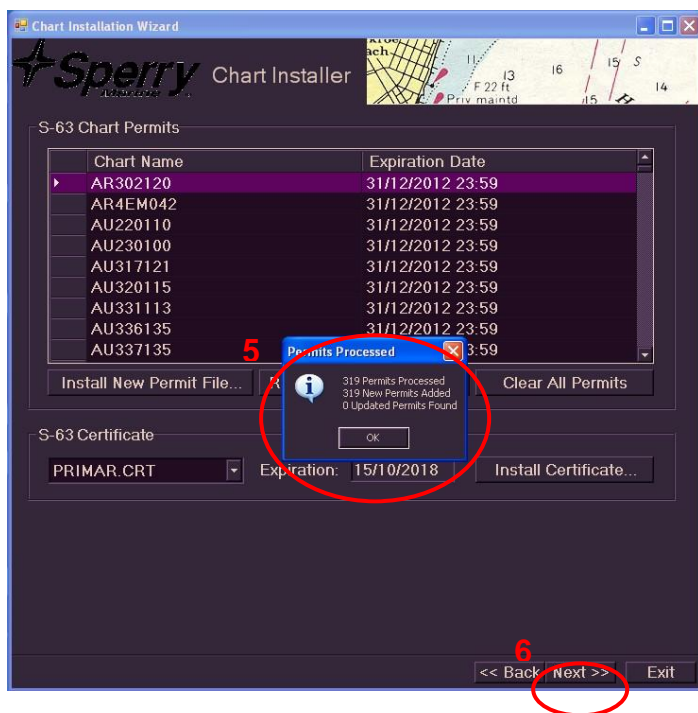 Chart Installation Wizard
Sperry
Chart Installer
ach
11
13
16
15
S
F 22 ft
14
Priv maintd
15
S-63 Chart Permits
Chart Name Expiration Date
AR302120 31/12/2012 23:59
AR4EM042 31/12/2012 23:59
AU220110 31/12/2012 23:59
AU230100 31/12/2012 23:59
AU317121 31/12/2012 23:59
AU320115 31/12/2012 23:59
AU331113 31/12/2012 23:59
AU336135 31/12/2012 23:59
AU337135 3:59
5
Permits Processed
319 Permits Processed
319 New Permits Added
0 Updated Permits Found
OK
Install New Permit File... R Clear All Permits
S-63 Certificate
PRIMAR.CRT Expiration: 15/10/2018 Install Certificate...
6
<< Back Next >> Exit